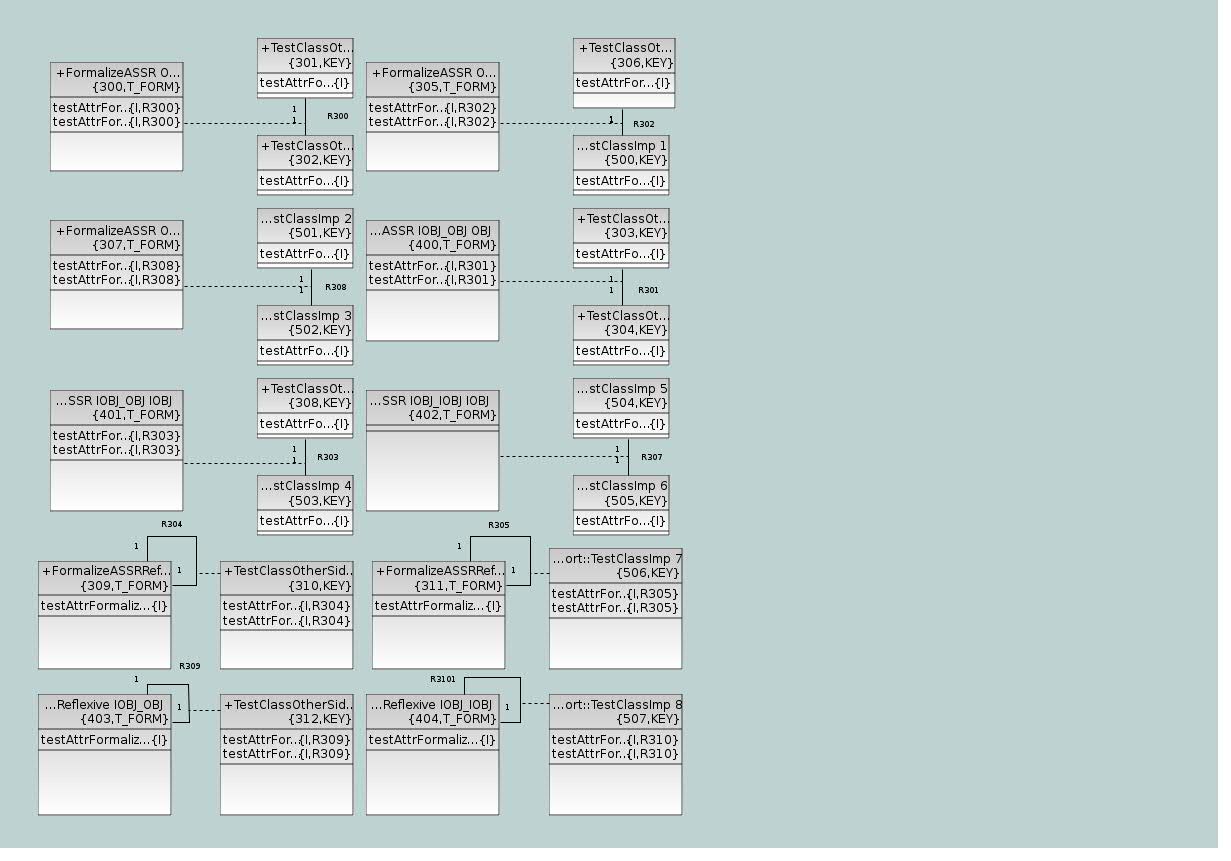 +FormalizeASSR O...
{300,T_FORM}
testAttrFor...{I,R300}
testAttrFor...{I,R300}
+TestClassOt...
{301,KEY}
testAttrFo...{I}
1
1
R300
+TestClassOt...
{302,KEY}
testAttrFo...{I}
+FormalizeASSR O...
{305,T_FORM}
testAttrFor...{I,R302}
testAttrFor...{I,R302}
+TestClassOt...
{306,KEY}
testAttrFor...{I}
1
R302
...stClassImp 1
{500,KEY}
testAttrFo...{I}
+FormalizeASSR O...
{307,T_FORM}
testAttrFor...{I,R308}
testAttrFor...{I,R308}
...stClassImp 2
{501,KEY}
testAttrFo...{I}
1
1
R308
...stClassImp 3
{502,KEY}
testAttrFo...{I}
...ASSR IOBJ_OBJ OBJ
{400,T_FORM}
testAttrFor...{I,R301}
testAttrFor...{I,R301}
+TestClassOt...
{303,KEY}
testAttrFo...{I}
1
1
R301
+TestClassOt...
{304,KEY}
testAttrFo...{I}
...SSR IOBJ_OBJ IOBJ
{401,T_FORM}
testAttrFor...{I,R303}
testAttrFor...{I,R303}
+TestClassOt...
{308,KEY}
testAttrFo...{I}
1
1
R303
...stClassImp 4
{503,KEY}
testAttrFo...{I}
...SSR IOBJ_IOBJ IOBJ
{402,T_FORM}
...stClassImp 5
{504,KEY}
testAttrFo...{I}
1
1
R307
...stClassImp 6
{505,KEY}
testAttrFo...{I}
R304
1
1
+FormalizeASSRRef...
{309,T_FORM}
testAttrFormaliz...{I}
+TestClassOtherSid...
{310,KEY}
testAttrFor...{I,R304}
testAttrFor...{I,R304}
R305
1
1
+FormalizeASSRRef...
{311,T_FORM}
testAttrFormaliz...{I}
...ort::TestClassImp 7
{506,KEY}
testAttrFor...{I,R305}
testAttrFor...{I,R305}
R309
1
1
...Reflexive IOBJ_OBJ
{403,T_FORM}
testAttrFormaliz...{I}
+TestClassOtherSid...
{312,KEY}
testAttrFor...{I,R309}
testAttrFor...{I,R309}
R3101
1
...Reflexive IOBJ_IOBJ
{404,T_FORM}
testAttrFormaliz...{I}
...ort::TestClassImp 8
{507,KEY}
testAttrFor...{I,R310}
testAttrFor...{I,R310}